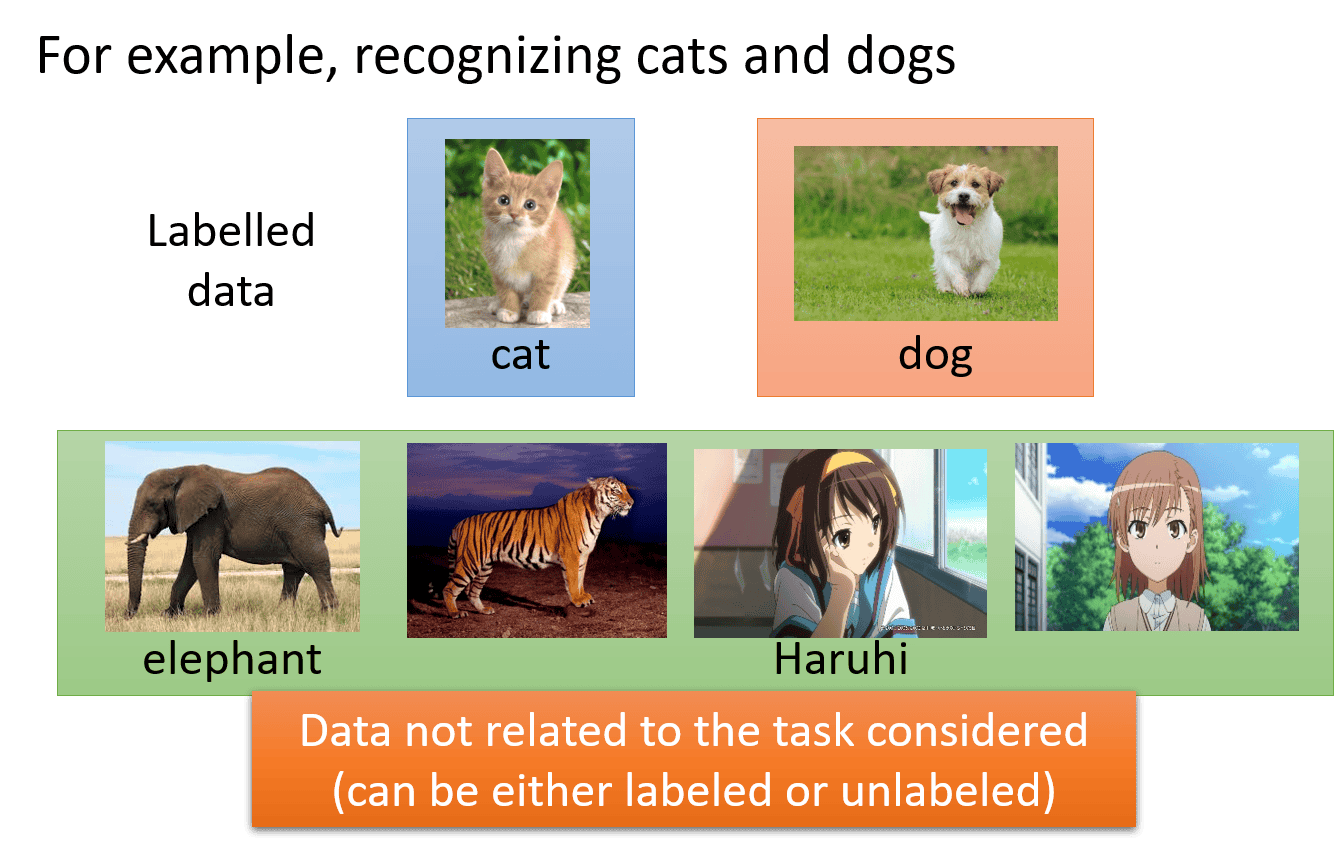 For example, recognizing cats and dogs
Labelled
data
cat
dog
elephant
Haruhi
Data not related to the task considered
(can be either labeled or unlabeled)